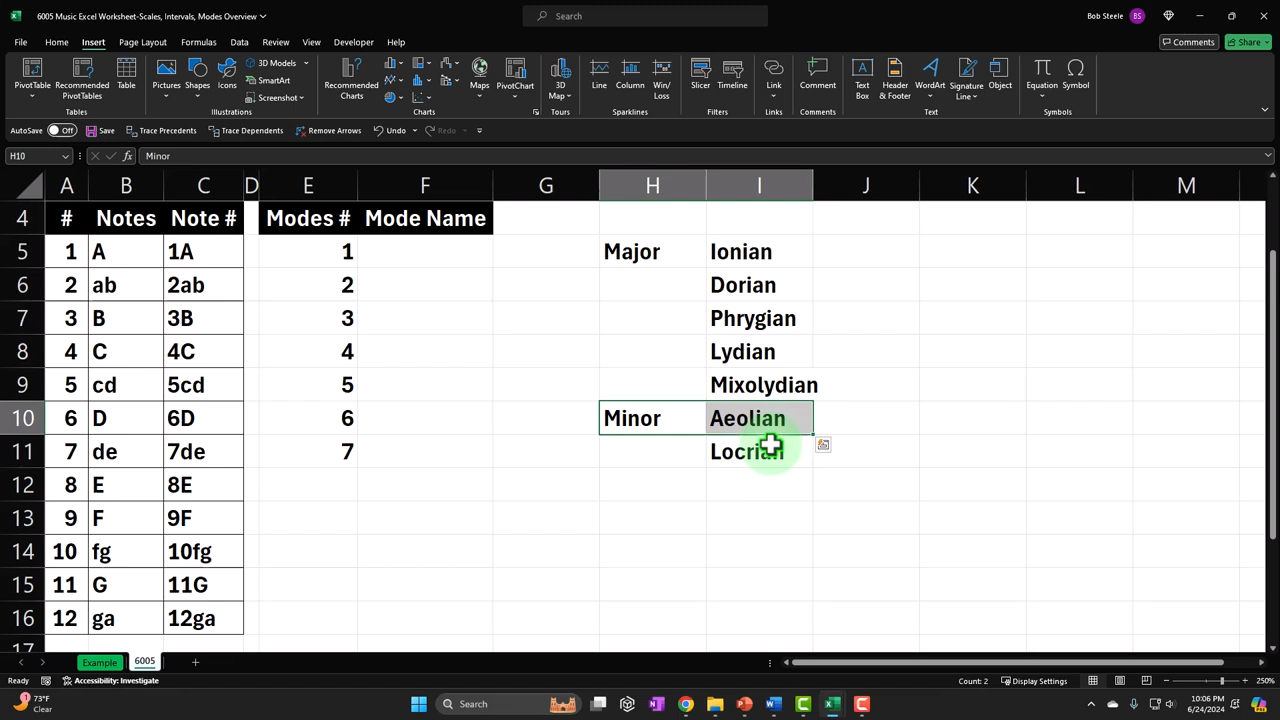 6005 Music Excel Worksheet-Scales, Intervals, Modes Overview
Search
Bob Steele
BS
File
Home
Insert
Page Layout
Formulas
Data
Review
View
Developer
Help
Comments
Share
PivotTable
Recommended PivotTables
Table
Tables
Pictures
Shapes
Icons
3D Models
SmartArt
Screenshot
Illustrations
Recommended Charts
Maps
PivotChart
Charts
3D Map
Tours
Line
Column
Win/Loss
Sparklines
Slicer
Timeline
Filters
Link
Links
Comment
Comments
Text Box
Header & Footer
WordArt
Signature Line
Object
Text
Equation
Symbol
Symbols
AutoSave Off Save Trace Precedents Trace Dependents Remove Arrows Undo Redo
H10 fx Minor
A B C D E F G H I J K L M
4 # Notes Note # Modes # Mode Name
5 1 A 1A 1 Major Ionian
6 2 ab 2ab 2 Dorian
7 3 B 3B 3 Phrygian
8 4 C 4C 4 Lydian
9 5 cd 5cd 5 Mixolydian
10 6 D 6D 6 Minor Aeolian
11 7 de 7de 7 Locrian
12 8 E 8E
13 9 F 9F
14 10 fg 10fg
15 11 G 11G
16 12 ga 12ga
17
Example 6005
Ready Accessibility: Investigate Count: 2 Display Settings 250%
1 73°F
Clear
Search
10:06 PM
6/24/2024